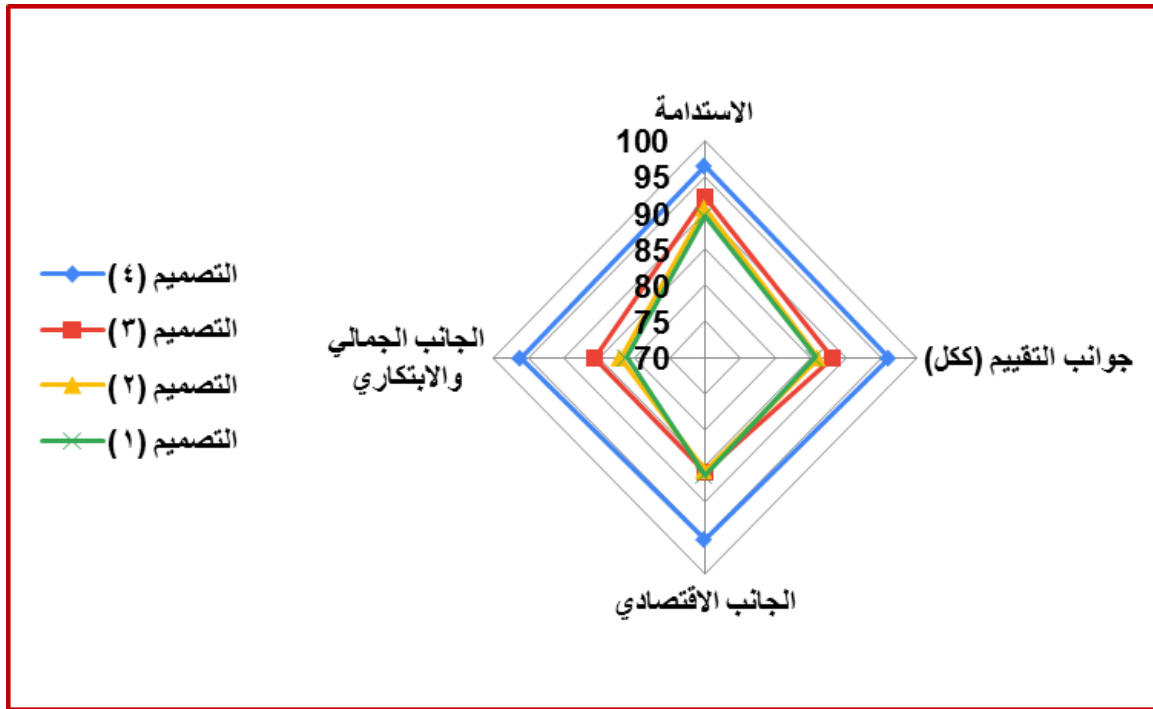 الاستدامة
100
95
90
85
80
75
70
جوانب التقييم (ككل)
الجانب الاقتصادي
الجانب الجمالي
والابتكاري
التصميم (٤)
التصميم (٣)
التصميم (٢)
التصميم (١)